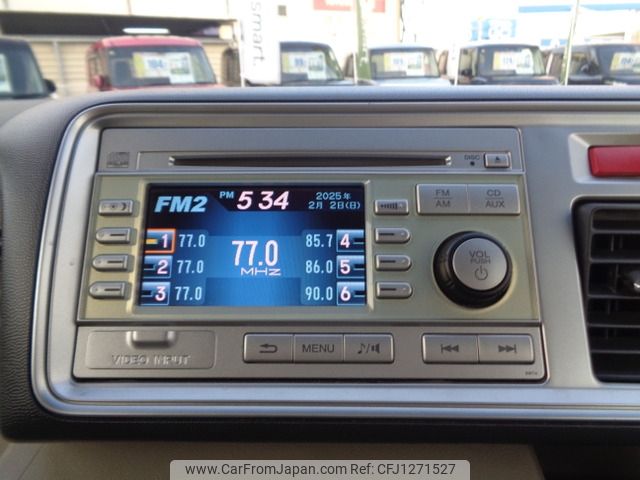 smart.
DISC
FM2 PM 5 34 2025年
2月 2日(日)
1 77.0
2 77.0
3 77.0
77.0
MHz
85.7 4
86.0 5
90.0 6
FM
AM
CD
AUX
VOL
PUSH
VIDEO INPUT
MENU
www.CarFromJapan.com - Ref: CFJ1271527